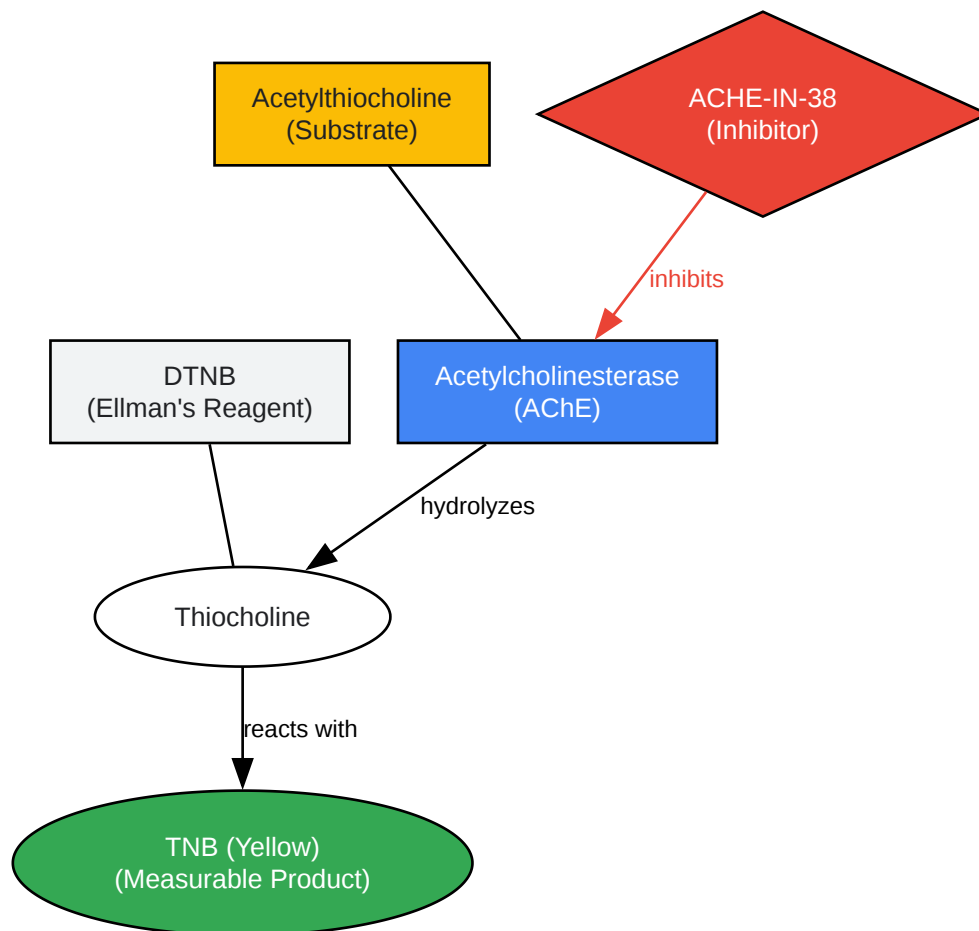 Acetylthiocholine
(Substrate)
ACHE-IN-38
(Inhibitor)
inhibits
DTNB
(Ellman's Reagent)
Acetylcholinesterase
(AChE)
hydrolyzes
Thiocholine
reacts with
TNB (Yellow)
(Measurable Product)